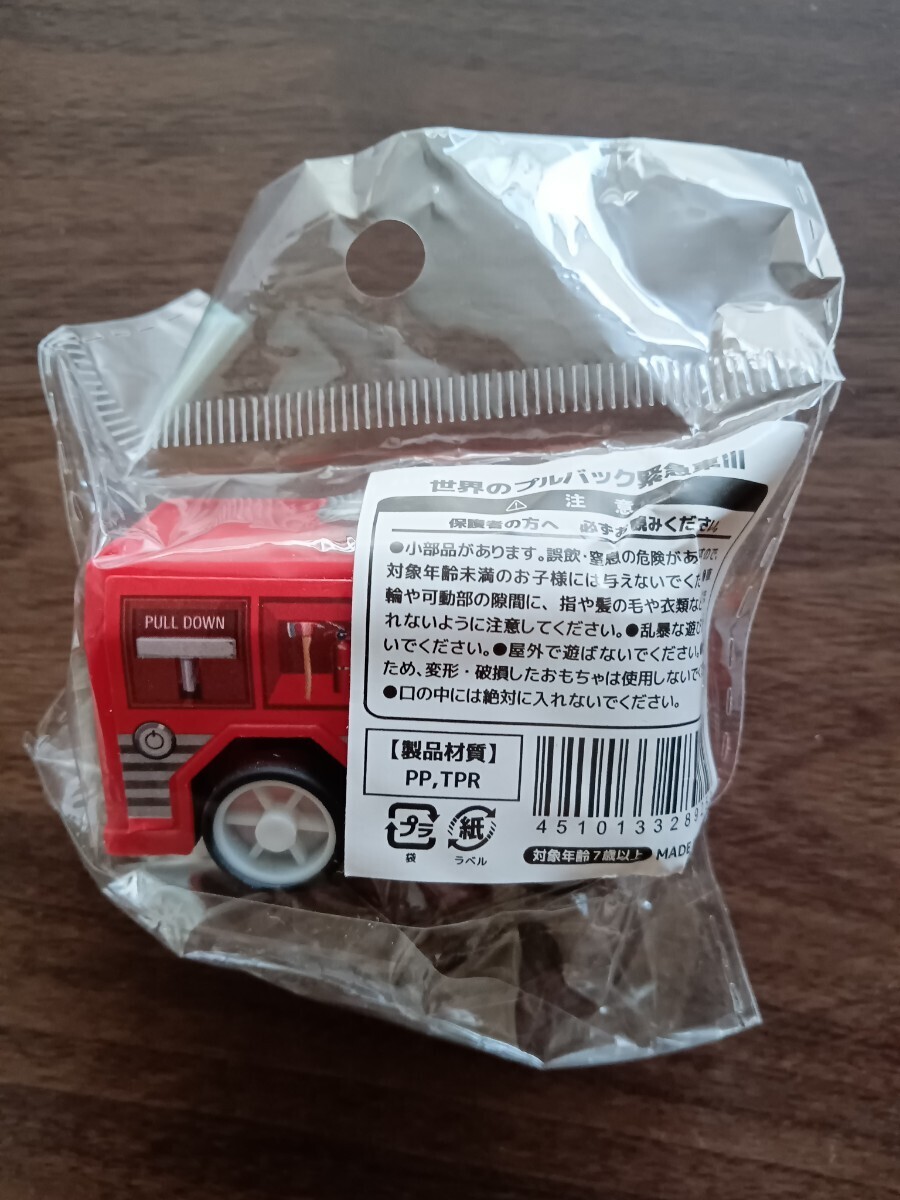 世界のプルバック緊急車III
⚠ 注意
保護者の方へ 必ずお読みください
●小部品があります。誤飲・窒息の危険があ
対象年齢未満のお子様には与えないでくだ
輪や可動部の隙間に、指や髪の毛や衣類な
れないように注意してください。●乱暴な遊び
いでください。●屋外で遊ばないでください。
ため、変形・破損したおもちゃは使用しないで
●口の中には絶対に入れないでください。
PULL DOWN
【製品材質】
PP,TPR
プラ
袋
紙
ラベル
4510133289
対象年齢7歳以上 MADE